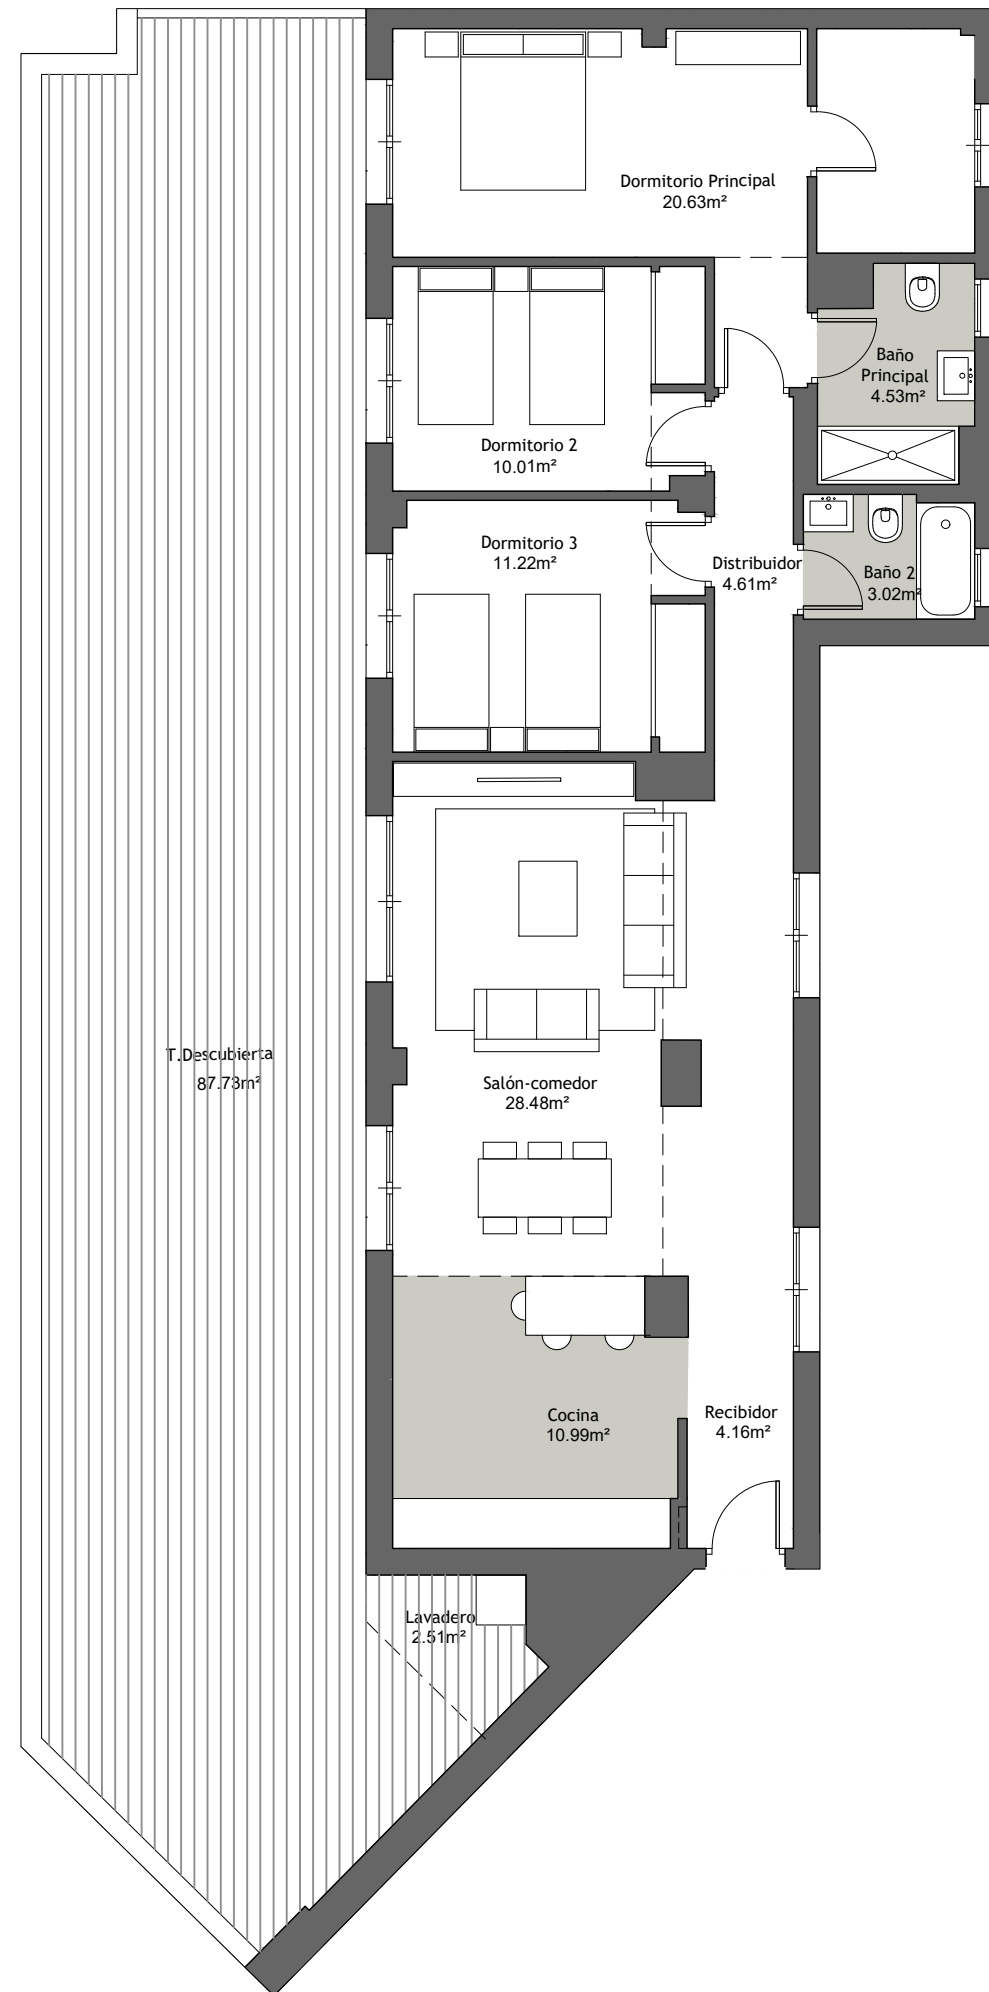 Dormitorio Principal
20.63m²
Baño
Principal
4.53m²
Dormitorio 2
10.01m²
Dormitorio 3
11.22m²
Distribuidor
4.61m²
Baño 2
3.02m²
T.Descubierta
87.73m²
Salón-comedor
28.48m²
Cocina
10.99m²
Recibidor
4.16m²
Lavadero
2.51m²